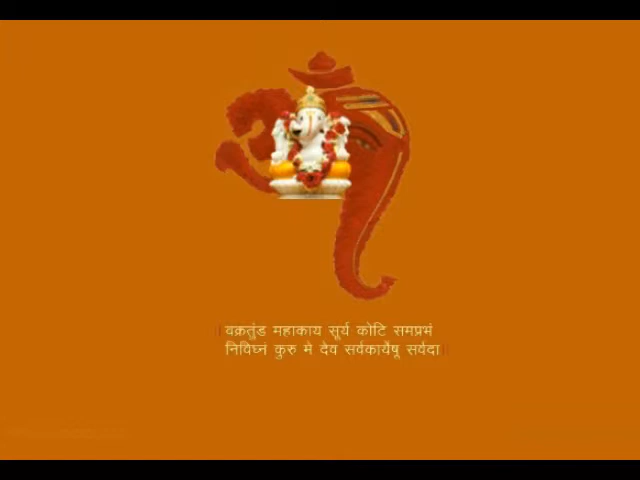 । वक्रतुंड महाकाय सूर्य कोटि समप्रभं
निविघ्नं कुरु मे देव सर्वकार्येषू सर्वदा ।